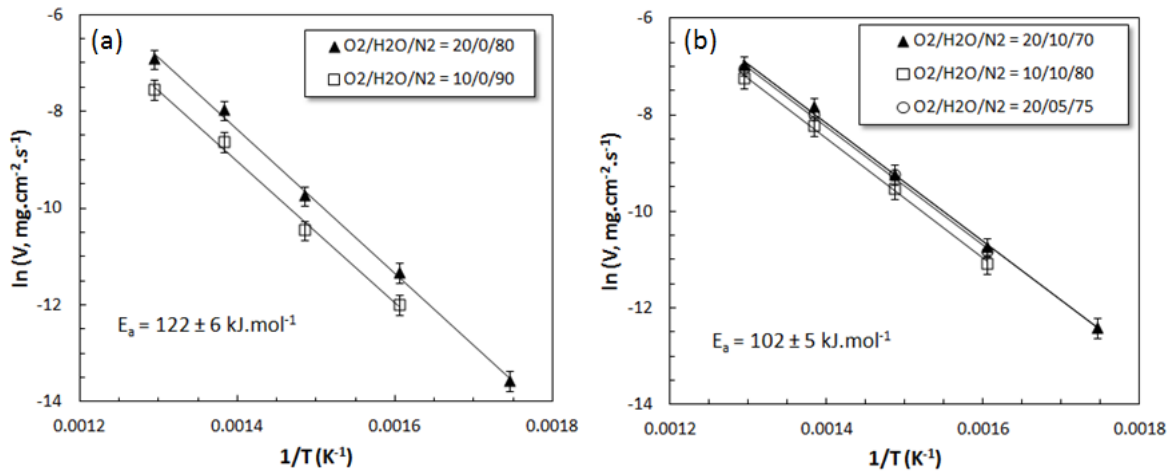 (a)
O2/H2O/N2 = 20/0/80
O2/H2O/N2 = 10/0/90
-6
-8
-10
-12
-14
ln (V, mg.cm⁻².s⁻¹)
Eₐ = 122 ± 6 kJ.mol⁻¹
0.0012
0.0014
0.0016
0.0018
1/T (K⁻¹)
(b)
O2/H2O/N2 = 20/10/70
O2/H2O/N2 = 10/10/80
O2/H2O/N2 = 20/05/75
-6
-8
-10
-12
-14
ln (V, mg.cm⁻².s⁻¹)
Eₐ = 102 ± 5 kJ.mol⁻¹
0.0012
0.0014
0.0016
0.0018
1/T (K⁻¹)